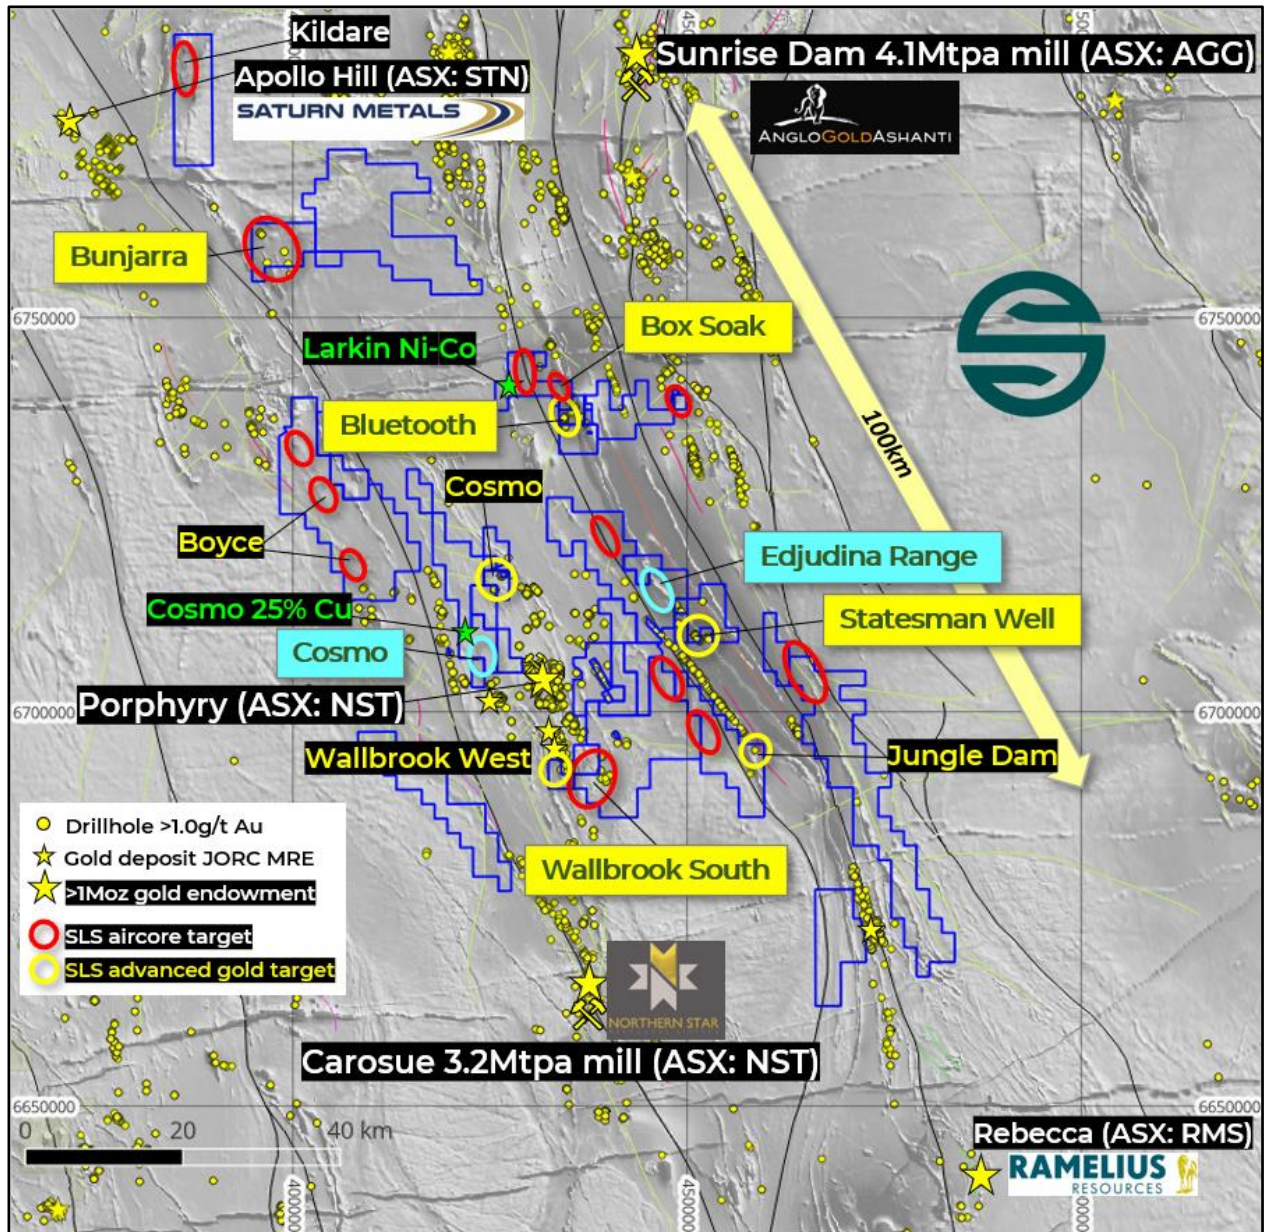 Kildare
Sunrise Dam 4.1Mtpa mill (ASX: AGG)
Apollo Hill (ASX: STN)
SATURN METALS
ANGLOGOLDASHANTI
Bunjarra
6750000
6750000
Box Soak
Larkin Ni-Co
Bluetooth
100km
Cosmo
Boyce
Edjudina Range
Cosmo 25% Cu
Statesman Well
Cosmo
Porphyry (ASX: NST)
6700000
6700000
Wallbrook West
Jungle Dam
Drillhole >1.0g/t Au
Gold deposit JORC MRE
>1Moz gold endowment
SLS aircore target
SLS advanced gold target
Wallbrook South
NORTHERN STAR
Carosue 3.2Mtpa mill (ASX: NST)
6650000
6650000
0 20 40 km
Rebecca (ASX: RMS)
RAMELIUS
RESOURCES
400000
450000